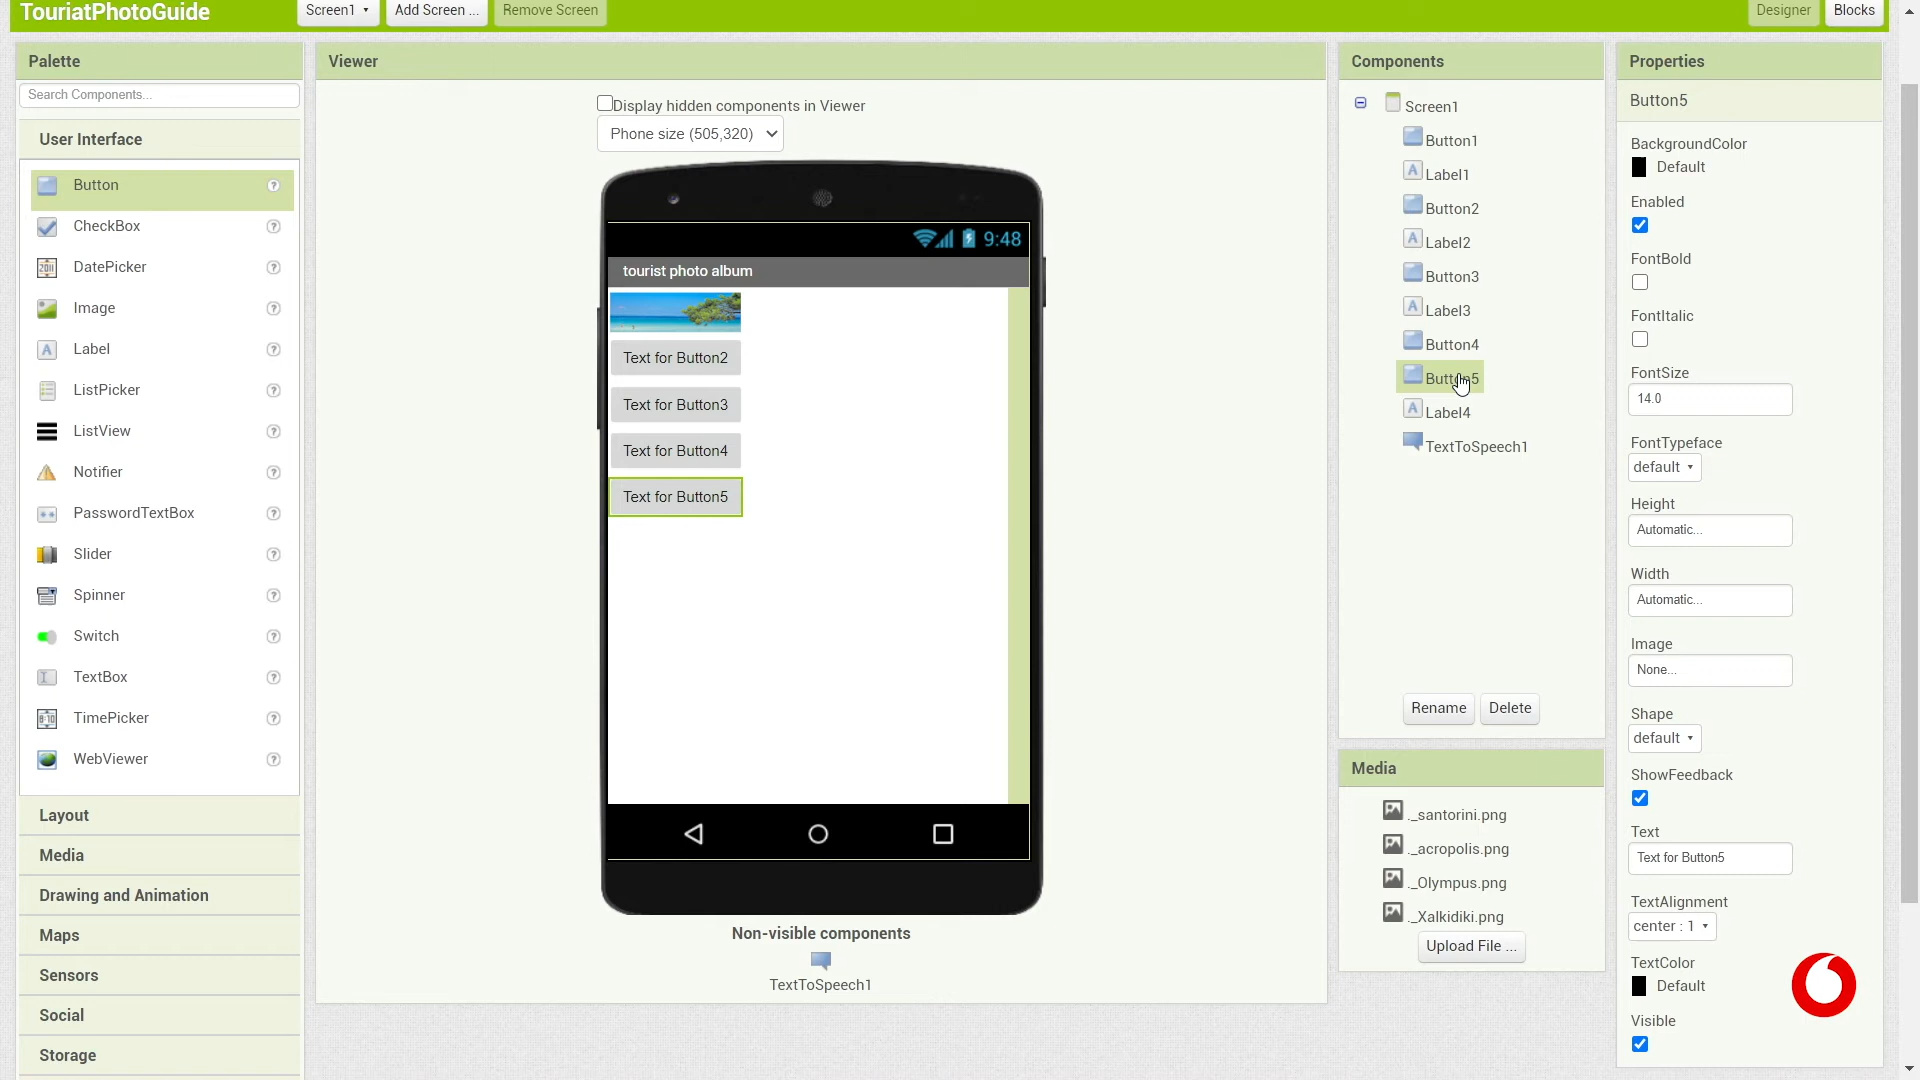 TouriatPhotoGuide
Screen1
Add Screen ...
Remove Screen
Designer
Blocks
Palette
Search Components...
User Interface
Button
?
CheckBox
?
DatePicker
?
Image
?
Label
?
ListPicker
?
ListView
?
Notifier
?
PasswordTextBox
?
Slider
?
Spinner
?
Switch
?
TextBox
?
TimePicker
?
WebViewer
?
Layout
Media
Drawing and Animation
Maps
Sensors
Social
Storage
Viewer
Display hidden components in Viewer
Phone size (505,320)
9:48
tourist photo album
Text for Button2
Text for Button3
Text for Button4
Text for Button5
Non-visible components
TextToSpeech1
Components
Screen1
Button1
A Label1
Button2
A Label2
Button3
A Label3
Button4
Button5
A Label4
TextToSpeech1
Rename
Delete
Media
._santorini.png
._acropolis.png
._Olympus.png
._Xalkidiki.png
Upload File ...
Properties
Button5
BackgroundColor
Default
Enabled
FontBold
FontItalic
FontSize
14.0
FontTypeface
default
Height
Automatic...
Width
Automatic...
Image
None...
Shape
default
ShowFeedback
Text
Text for Button5
TextAlignment
center : 1
TextColor
Default
Visible